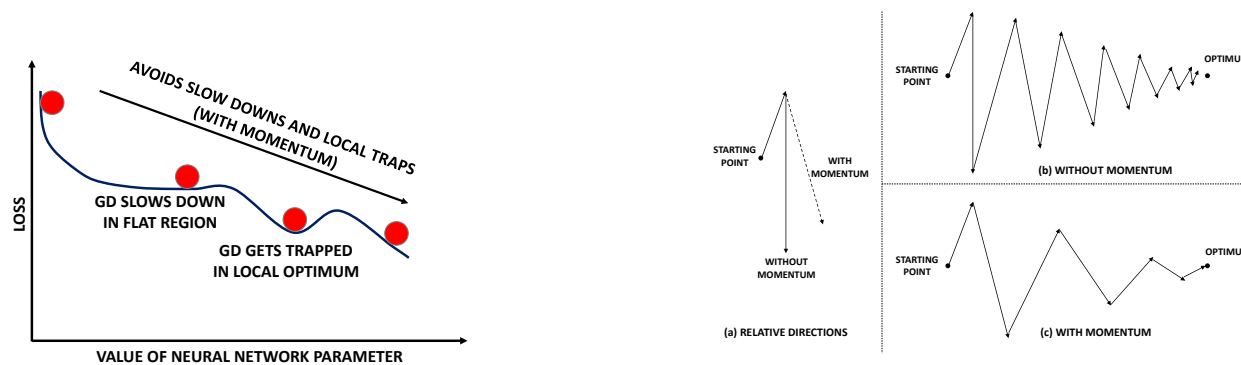 AVOIDS SLOW DOWNS AND LOCAL TRAPS
(WITH MOMENTUM)
LOSS
GD SLOWS DOWN
IN FLAT REGION
GD GETS TRAPPED
IN LOCAL OPTIMUM
VALUE OF NEURAL NETWORK PARAMETER
STARTING
POINT
WITH
MOMENTUM
WITHOUT
MOMENTUM
(a) RELATIVE DIRECTIONS
STARTING
POINT
OPTIMU
(b) WITHOUT MOMENTUM
STARTING
POINT
OPTIMU
(c) WITH MOMENTUM